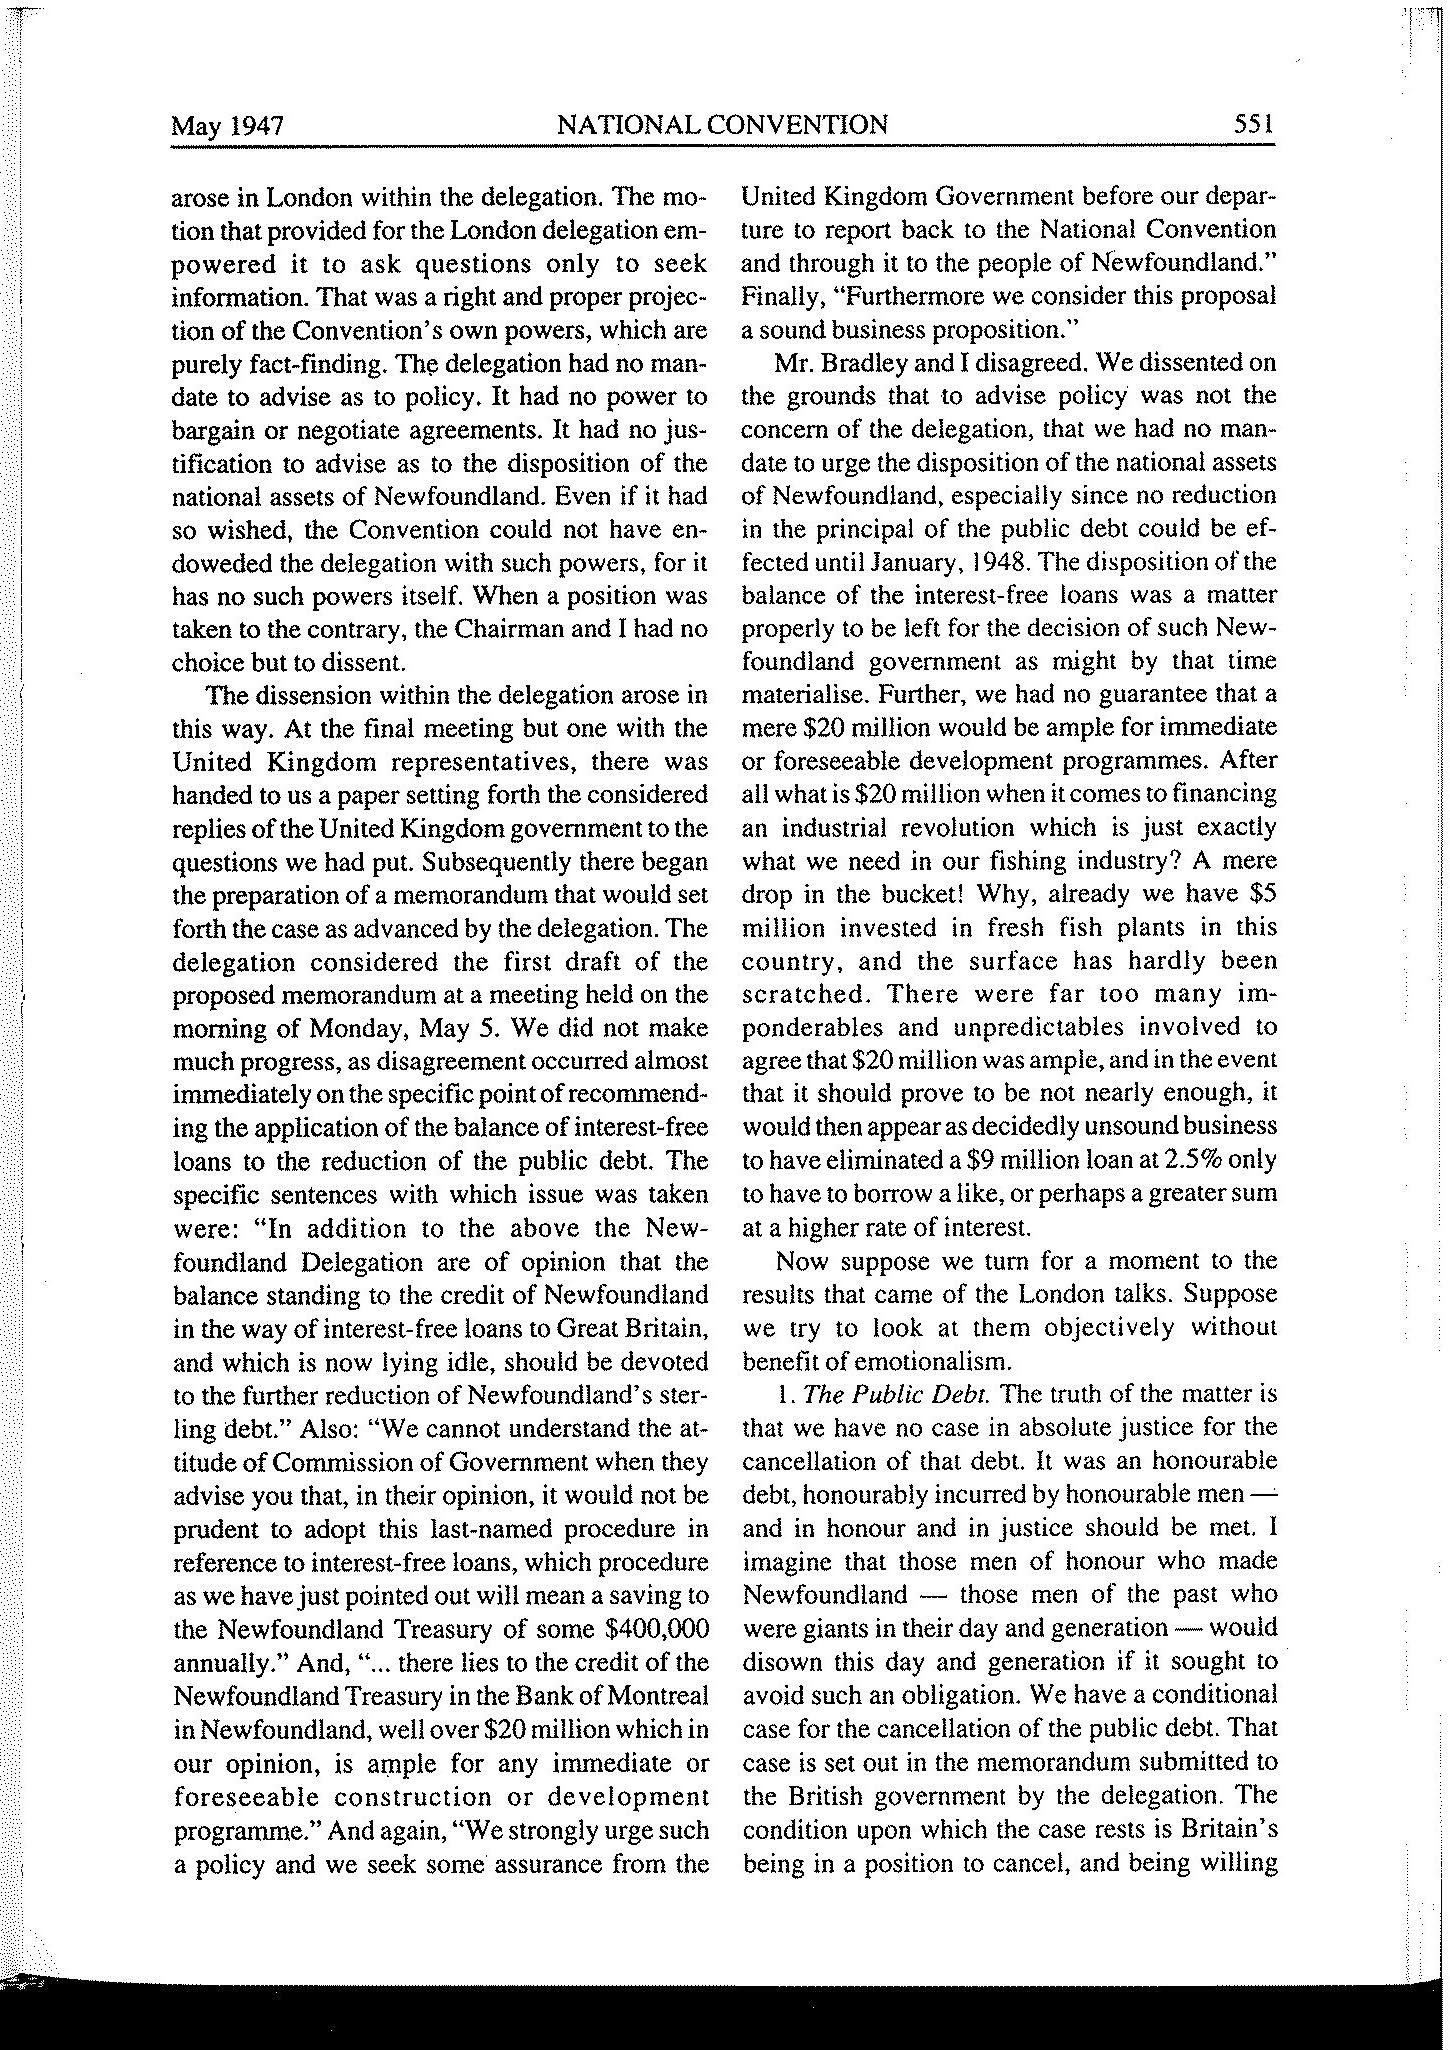 May 1947 NATIONAL CONVENTION 551
arose in London within the delegation. The mo-
tion that provided for the London delegation em-
powered it to ask questions only to seek
information. That was a right and proper projec-
tion of the Convention's own powers, which are
purely fact-finding. The delegation had no man-
date to advise as to policy. It had no power to
bargain or negotiate agreements. It had no jus-
tification to advise as to the disposition of the
national assets of Newfoundland. Even if it had
so wished, the Convention could not have en-
doweded the delegation with such powers, for it
has no such powers itself. When a position was
taken to the contrary, the Chairman and I had no
choice but to dissent.
The dissension within the delegation arose in
this way. At the final meeting but one with the
United Kingdom representatives, there was
handed to us a paper setting forth the considered
replies of the United Kingdom government to the
questions we had put. Subsequently there began
the preparation of a memorandum that would set
forth the case as advanced by the delegation. The
delegation considered the first draft of the
proposed memorandum at a meeting held on the
morning of Monday, May 5. We did not make
much progress, as disagreement occurred almost
immediately on the specific point of recommend-
ing the application of the balance of interest-free
loans to the reduction of the public debt. The
specific sentences with which issue was taken
were: "In addition to the above the New-
foundland Delegation are of opinion that the
balance standing to the credit of Newfoundland
in the way of interest-free loans to Great Britain,
and which is now lying idle, should be devoted
to the further reduction of Newfoundland's ster-
ling debt." Also: "We cannot understand the at-
titude of Commission of Government when they
advise you that, in their opinion, it would not be
prudent to adopt this last-named procedure in
reference to interest-free loans, which procedure
as we have just pointed out will mean a saving to
the Newfoundland Treasury of some $400,000
annually." And, "... there lies to the credit of the
Newfoundland Treasury in the Bank of Montreal
in Newfoundland, well over $20 million which in
our opinion, is ample for any immediate or
foreseeable construction or development
programme." And again, "We strongly urge such
a policy and we seek some assurance from the
United Kingdom Government before our depar-
ture to report back to the National Convention
and through it to the people of Newfoundland."
Finally, "Furthermore we consider this proposal
a sound business proposition."
Mr. Bradley and I disagreed. We dissented on
the grounds that to advise policy was not the
concern of the delegation, that we had no man-
date to urge the disposition of the national assets
of Newfoundland, especially since no reduction
in the principal of the public debt could be ef-
fected until January, 1948. The disposition of the
balance of the interest-free loans was a matter
properly to be left for the decision of such New-
foundland government as might by that time
materialise. Further, we had no guarantee that a
mere $20 million would be ample for immediate
or foreseeable development programmes. After
all what is $20 million when it comes to financing
an industrial revolution which is just exactly
what we need in our fishing industry? A mere
drop in the bucket! Why, already we have $5
million invested in fresh fish plants in this
country, and the surface has hardly been
scratched. There were far too many im-
ponderables and unpredictables involved to
agree that $20 million was ample, and in the event
that it should prove to be not nearly enough, it
would then appear as decidedly unsound business
to have eliminated a $9 million loan at 2.5% only
to have to borrow a like, or perhaps a greater sum
at a higher rate of interest.
Now suppose we turn for a moment to the
results that came of the London talks. Suppose
we try to look at them objectively without
benefit of emotionalism.
1. The Public Debt. The truth of the matter is
that we have no case in absolute justice for the
cancellation of that debt. It was an honourable
debt, honourably incurred by honourable men —
and in honour and in justice should be met. I
imagine that those men of honour who made
Newfoundland — those men of the past who
were giants in their day and generation — would
disown this day and generation if it sought to
avoid such an obligation. We have a conditional
case for the cancellation of the public debt. That
case is set out in the memorandum submitted to
the British government by the delegation. The
condition upon which the case rests is Britain's
being in a position to cancel, and being willing